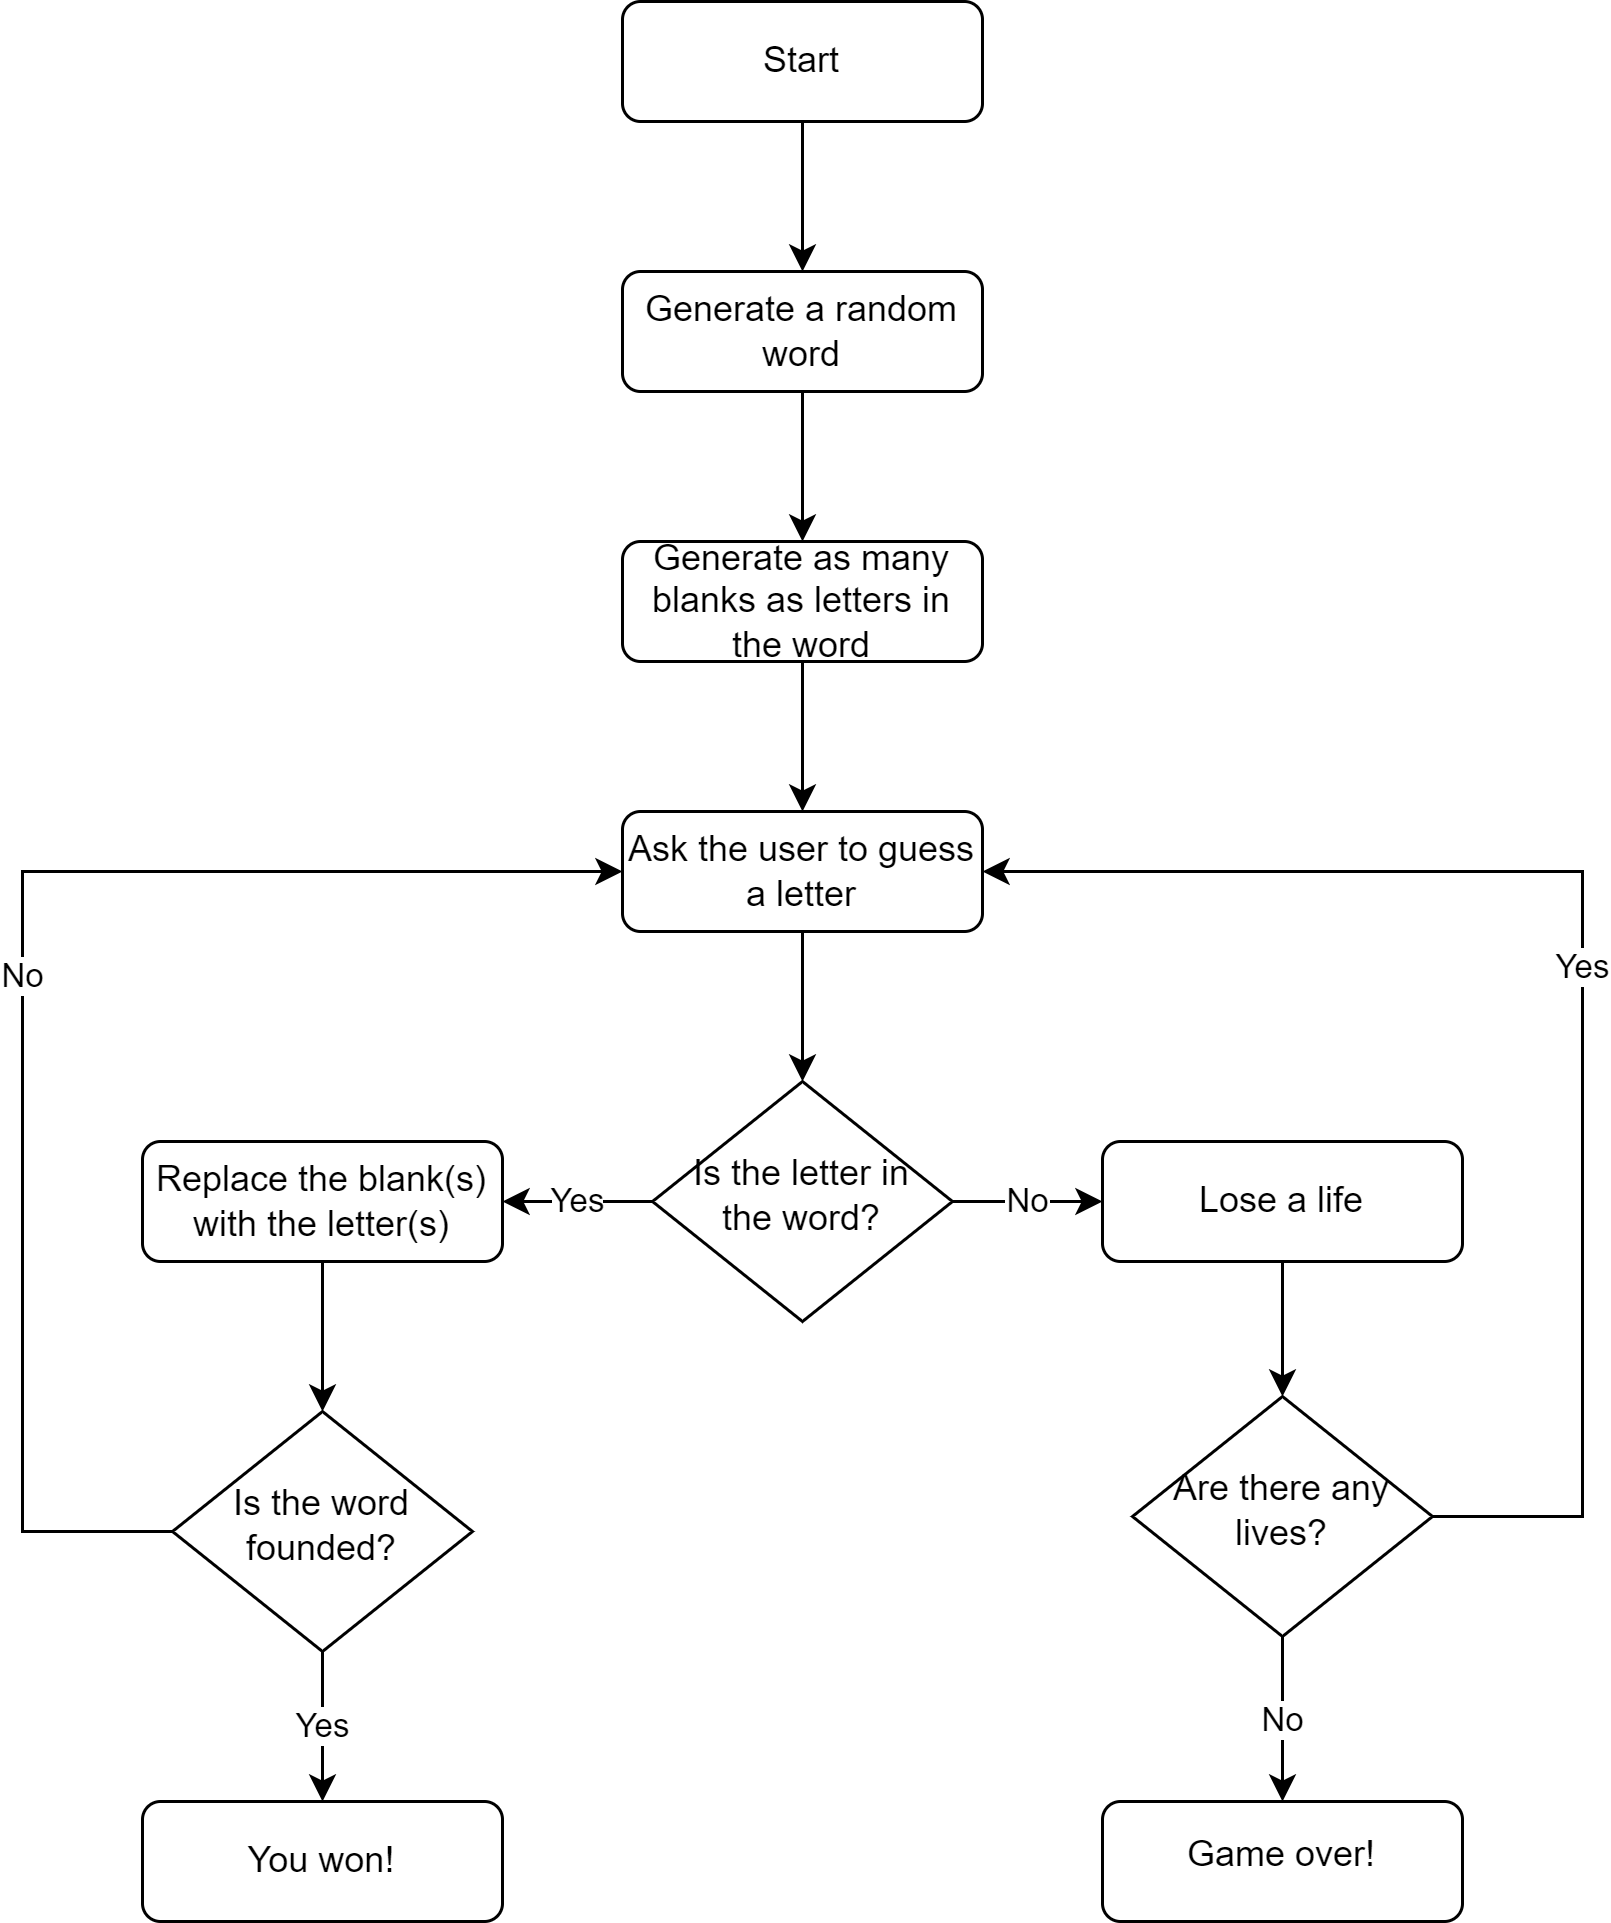 Start
Generate a random
word
Generate as many
blanks as letters in
the word
Ask the user to guess
a letter
No
Yes
Is the letter in
the word?
Yes
No
Replace the blank(s)
with the letter(s)
Lose a life
Is the word
founded?
Are there any
lives?
Yes
No
You won!
Game over!